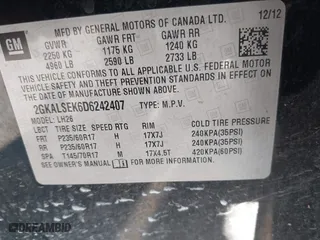 GM
MFD BY GENERAL MOTORS OF CANADA LTD. 12/12
GVWR GAWR FRT GAWR RR
2250 KG 1175 KG 1240 KG
4960 LB 2590 LB 2733 LB
THIS VEHICLE CONFORMS TO ALL APPLICABLE U.S. FEDERAL MOTOR
VEHICLE SAFETY AND THEFT PREVENTION STANDARDS IN EFFECT ON
THE DATE OF MANUFACTURE SHOWN ABOVE.
2GKALSEK6D6242407 TYPE: M.P.V.
MODEL: LH26
LBCT TIRE SIZE SPD RTG RIM COLD TIRE PRESSURE
FRT P235/60R17 H 17X7J 240KPA(35PSI)
RR P235/60R17 H 17X7J 240KPA(35PSI)
SPA T145/70R17 M 17X4.5T 420KPA(60PSI)
SEE OWNER'S MANUAL FOR ADDITIONAL INFORMATION.
DREAMBID